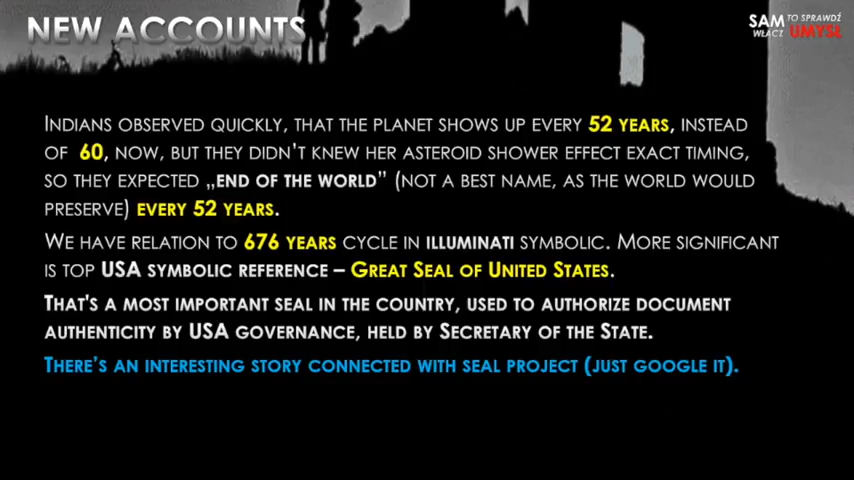 NEW ACCOUNTS
SAM TO SPRAWDŹ
WŁĄCZ UMYSŁ
INDIANS OBSERVED QUICKLY, THAT THE PLANET SHOWS UP EVERY 52 YEARS, INSTEAD
OF 60, NOW, BUT THEY DIDN'T KNEW HER ASTEROID SHOWER EFFECT EXACT TIMING,
SO THEY EXPECTED „END OF THE WORLD" (NOT A BEST NAME, AS THE WORLD WOULD
PRESERVE) EVERY 52 YEARS.
WE HAVE RELATION TO 676 YEARS CYCLE IN ILLUMINATI SYMBOLIC. MORE SIGNIFICANT
IS TOP USA SYMBOLIC REFERENCE – GREAT SEAL OF UNITED STATES.
THAT'S A MOST IMPORTANT SEAL IN THE COUNTRY, USED TO AUTHORIZE DOCUMENT
AUTHENTICITY BY USA GOVERNANCE, HELD BY SECRETARY OF THE STATE.
THERE'S AN INTERESTING STORY CONNECTED WITH SEAL PROJECT (JUST GOOGLE IT).